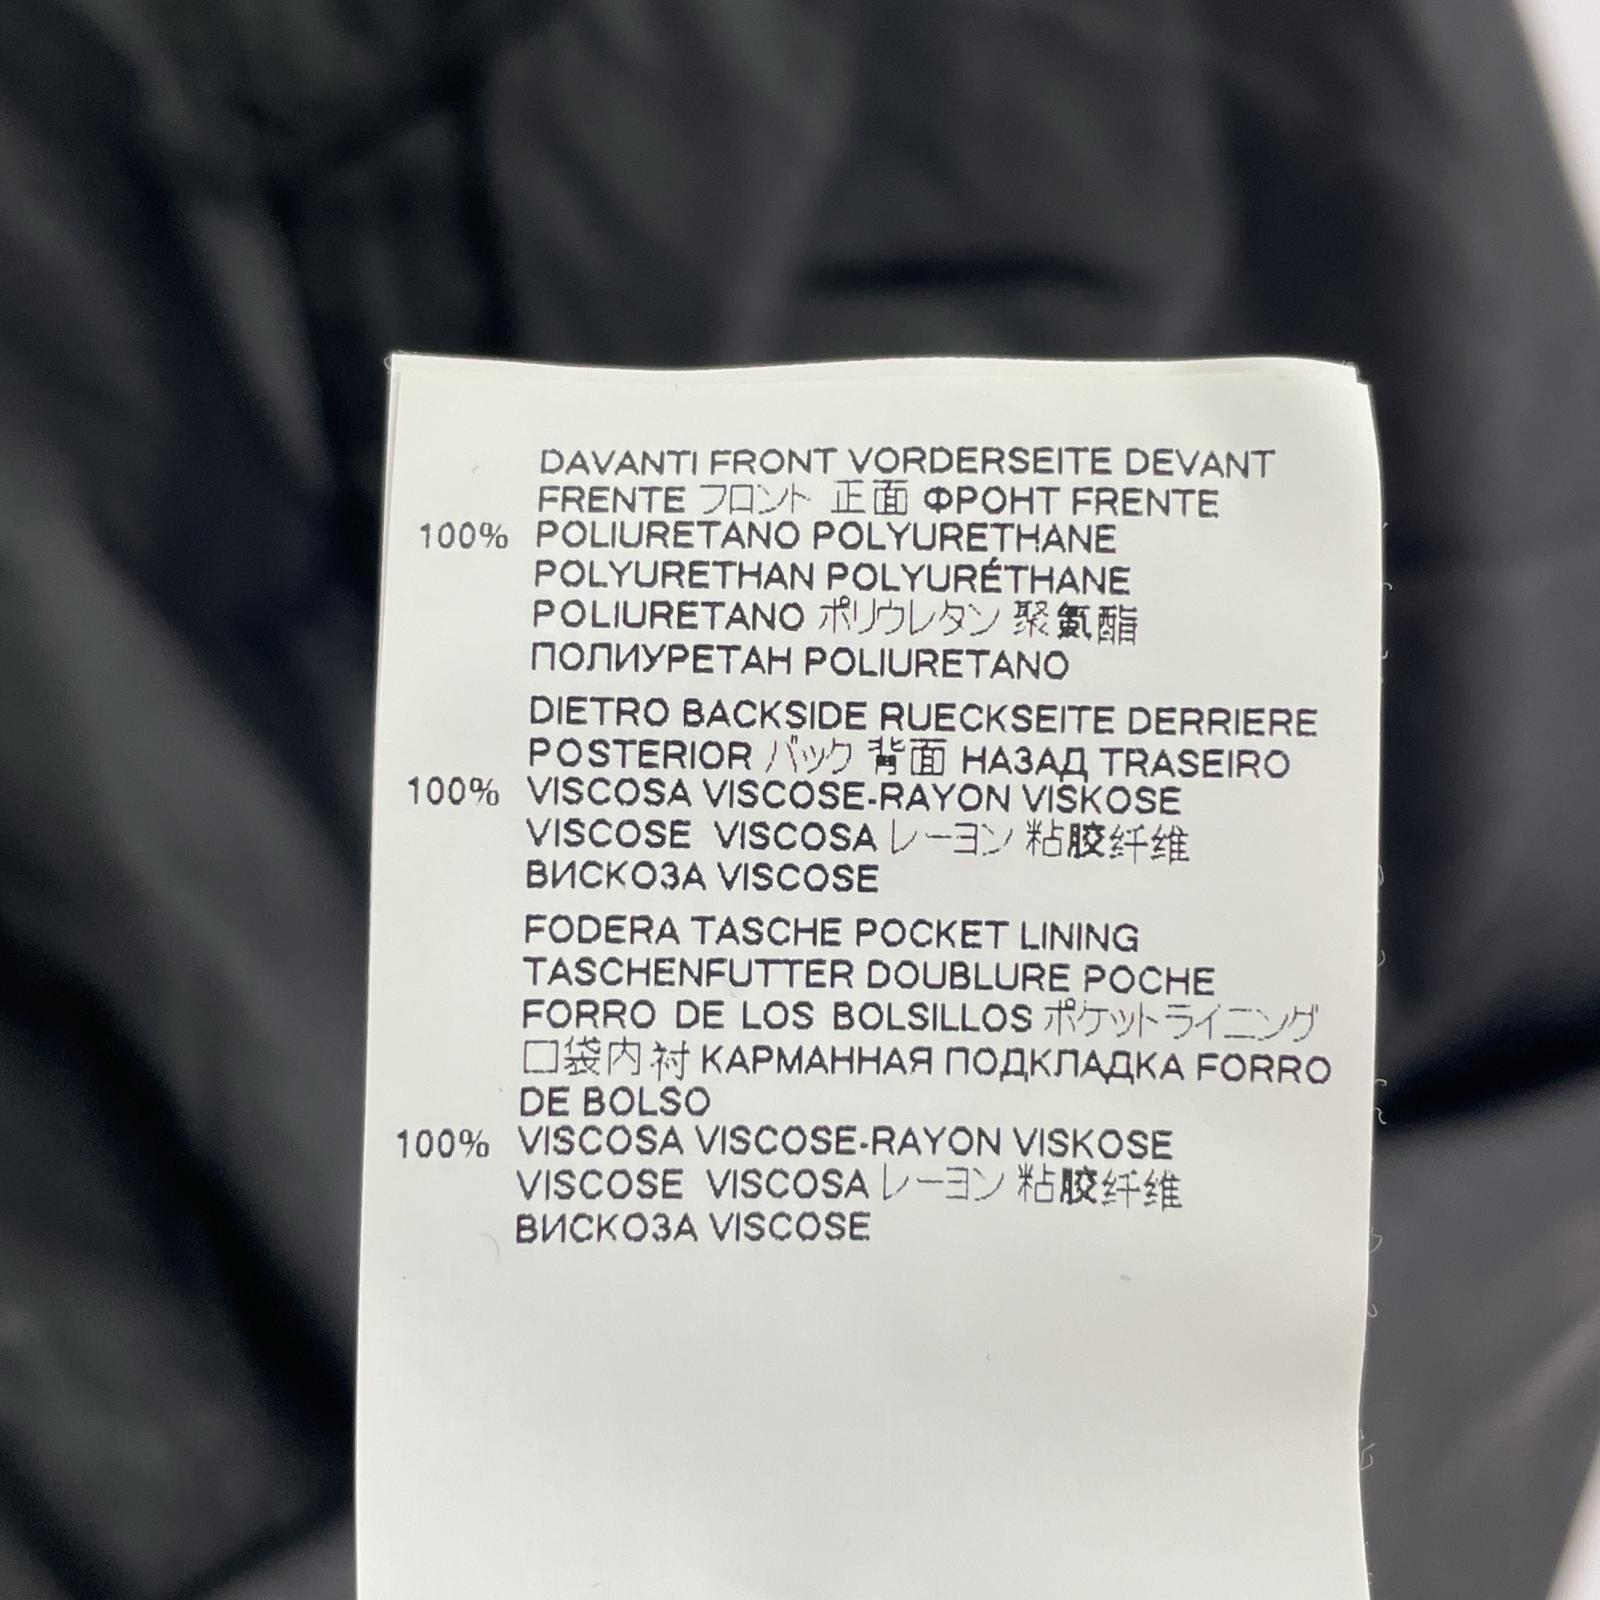 DAVANTI FRONT VORDERSEITE DEVANT
FRENTE フロント 正面 ФРОНТ FRENTE
100% POLIURETANO POLYURETHANE
POLYURETHAN POLYURÉTHANE
POLIURETANO ポリウレタン 聚氨酯
ПОЛИУРЕТАН POLIURETANO
DIETRO BACKSIDE RUECKSEITE DERRIERE
POSTERIOR バック 背面 НАЗАД TRASEIRO
100% VISCOSA VISCOSE-RAYON VISKOSE
VISCOSE VISCOSA レーヨン 粘胶纤维
ВИСКОЗА VISCOSE
FODERA TASCHE POCKET LINING
TASCHENFUTTER DOUBLURE POCHE
FORRO DE LOS BOLSILLOS ポケットライニング
口袋内衬 КАРМАННАЯ ПОДКЛАДКА FORRO
DE BOLSO
100% VISCOSA VISCOSE-RAYON VISKOSE
VISCOSE VISCOSA レーヨン 粘胶纤维
ВИСКОЗА VISCOSE